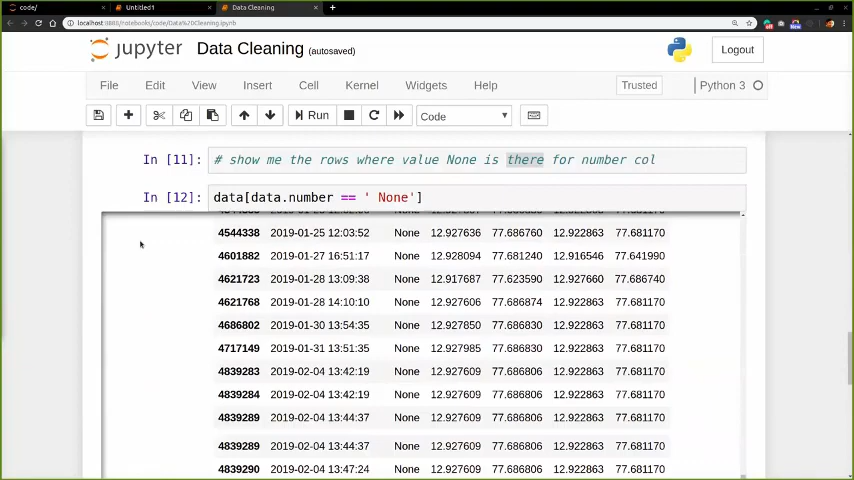 code/ Untitled1 Data Cleaning
localhost:8888/notebooks/code/Data%20Cleaning.ipynb
jupyter Data Cleaning (autosaved) Logout
File Edit View Insert Cell Kernel Widgets Help Trusted Python 3
Run Code
In [11]: # show me the rows where value None is there for number col
In [12]: data[data.number == ' None']
4544338 2019-01-25 12:03:52 None 12.927636 77.686760 12.922863 77.681170
4601882 2019-01-27 16:51:17 None 12.928094 77.681240 12.916546 77.641990
4621723 2019-01-28 13:09:38 None 12.917687 77.623590 12.927660 77.686740
4621768 2019-01-28 14:10:10 None 12.927606 77.686874 12.922863 77.681170
4686802 2019-01-30 13:54:35 None 12.927850 77.686830 12.922863 77.681170
4717149 2019-01-31 13:51:35 None 12.927985 77.686830 12.922863 77.681170
4839283 2019-02-04 13:42:19 None 12.927609 77.686806 12.922863 77.681170
4839284 2019-02-04 13:42:19 None 12.927609 77.686806 12.922863 77.681170
4839289 2019-02-04 13:44:37 None 12.927609 77.686806 12.922863 77.681170
4839289 2019-02-04 13:44:37 None 12.927609 77.686806 12.922863 77.681170
4839290 2019-02-04 13:47:24 None 12.927609 77.686806 12.922863 77.681170